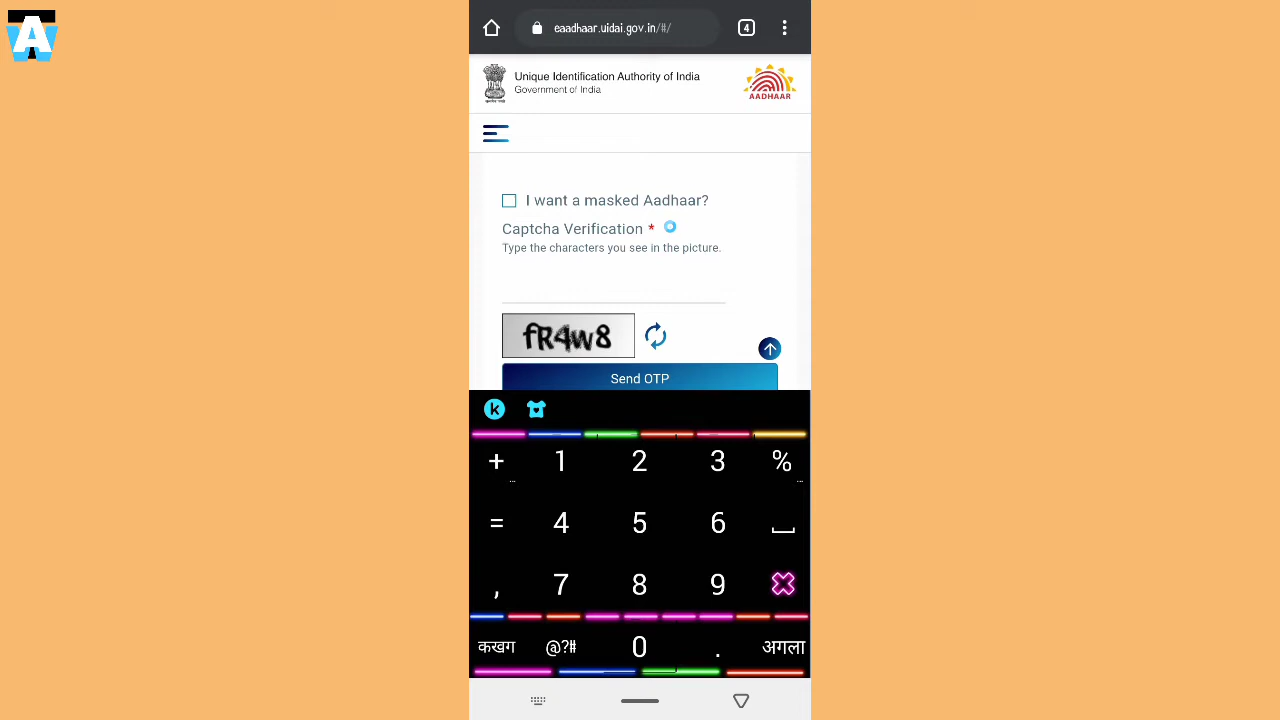 A
eaadhaar.uidai.gov.in/#/
4
Unique Identification Authority of India
Government of India
AADHAAR
I want a masked Aadhaar?
Captcha Verification *
Type the characters you see in the picture.
fR4w8
Send OTP
k
+ 1 2 3 %
= 4 5 6
, 7 8 9
कखग @?# 0 . अगला